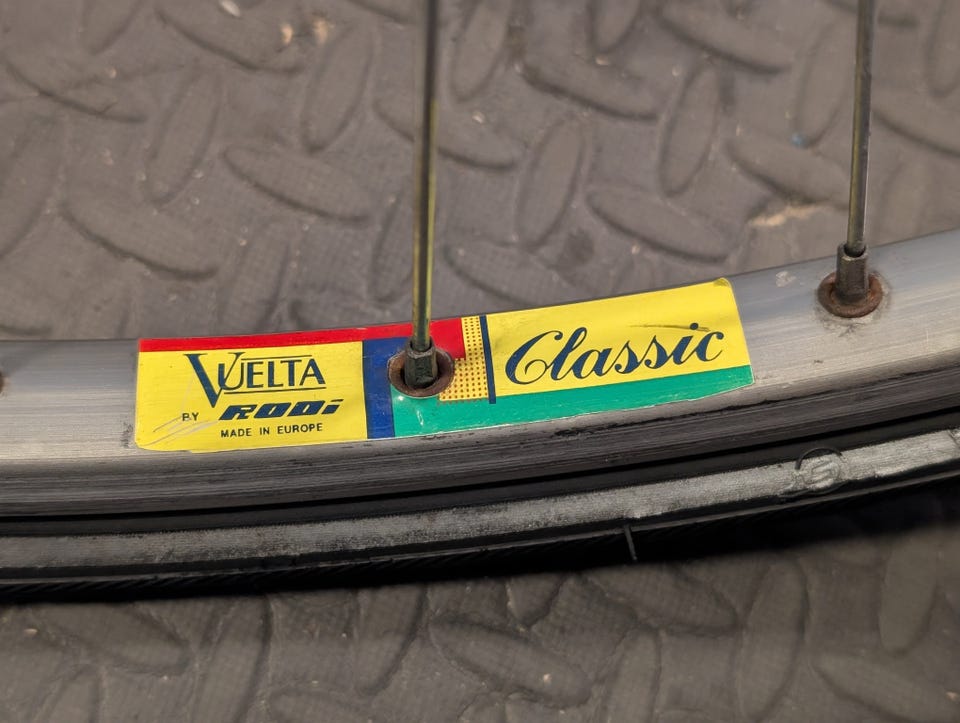 VUELTA
BY RODi
MADE IN EUROPE
Classic